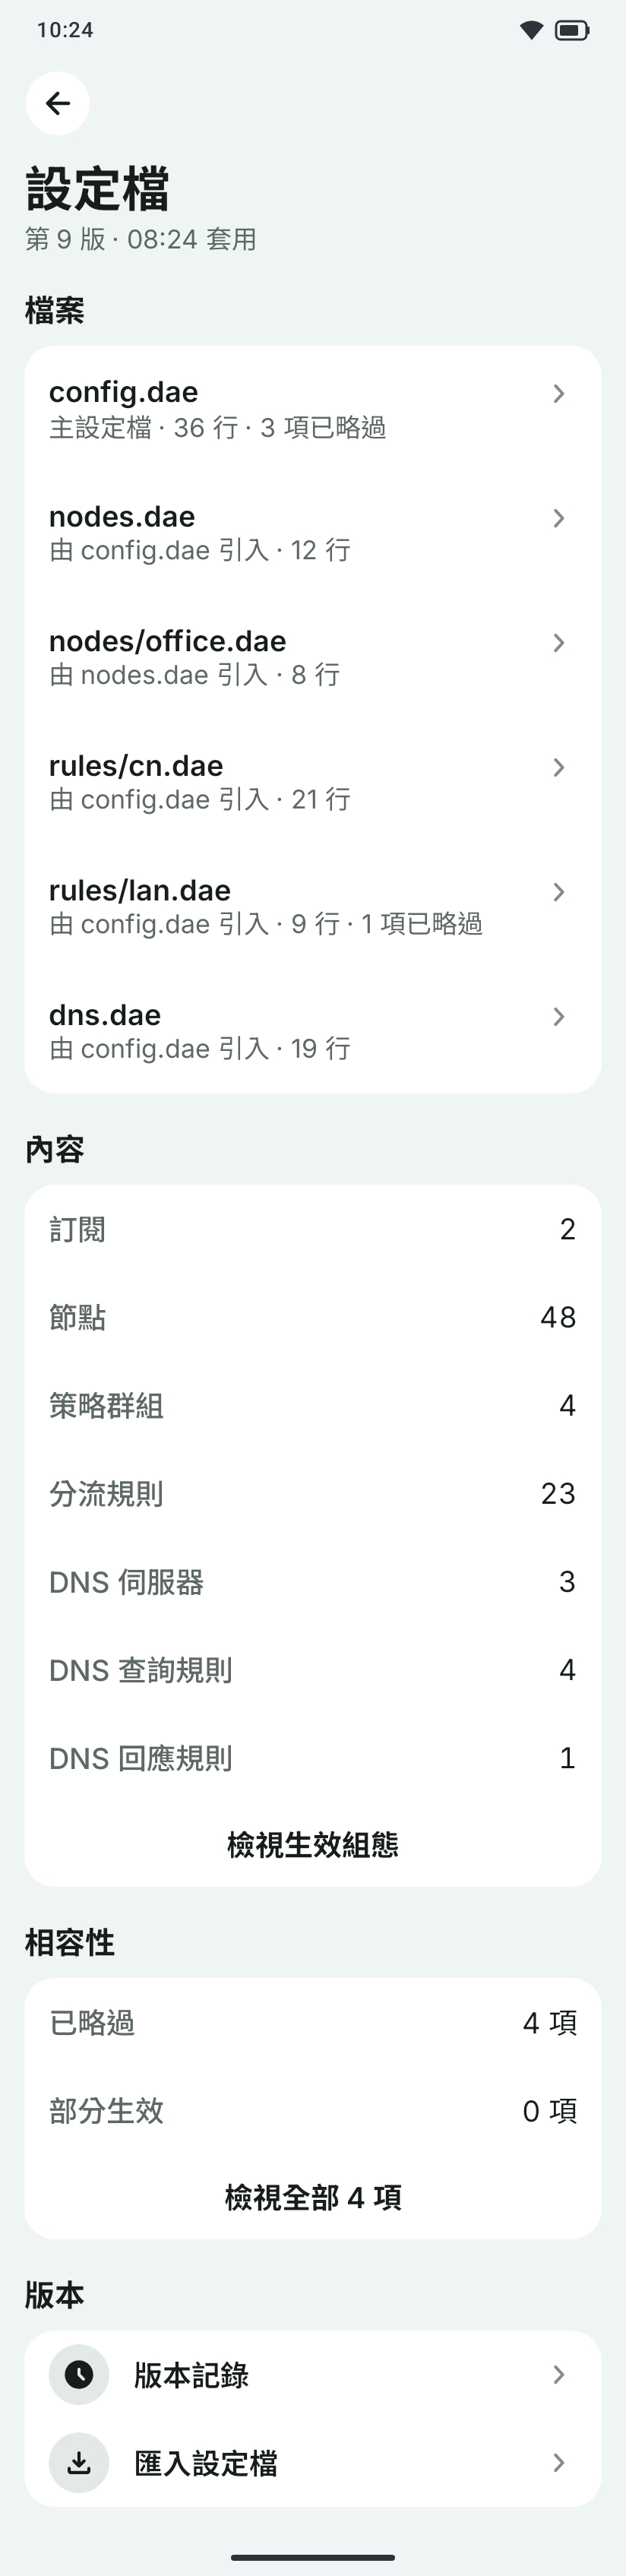 10:24
設定檔
第 9 版 · 08:24 套用
檔案
config.dae
主設定檔 · 36 行 · 3 項已略過
nodes.dae
由 config.dae 引入 · 12 行
nodes/office.dae
由 nodes.dae 引入 · 8 行
rules/cn.dae
由 config.dae 引入 · 21 行
rules/lan.dae
由 config.dae 引入 · 9 行 · 1 項已略過
dns.dae
由 config.dae 引入 · 19 行
內容
訂閱 2
節點 48
策略群組 4
分流規則 23
DNS 伺服器 3
DNS 查詢規則 4
DNS 回應規則 1
檢視生效組態
相容性
已略過 4 項
部分生效 0 項
檢視全部 4 項
版本
版本記錄
匯入設定檔